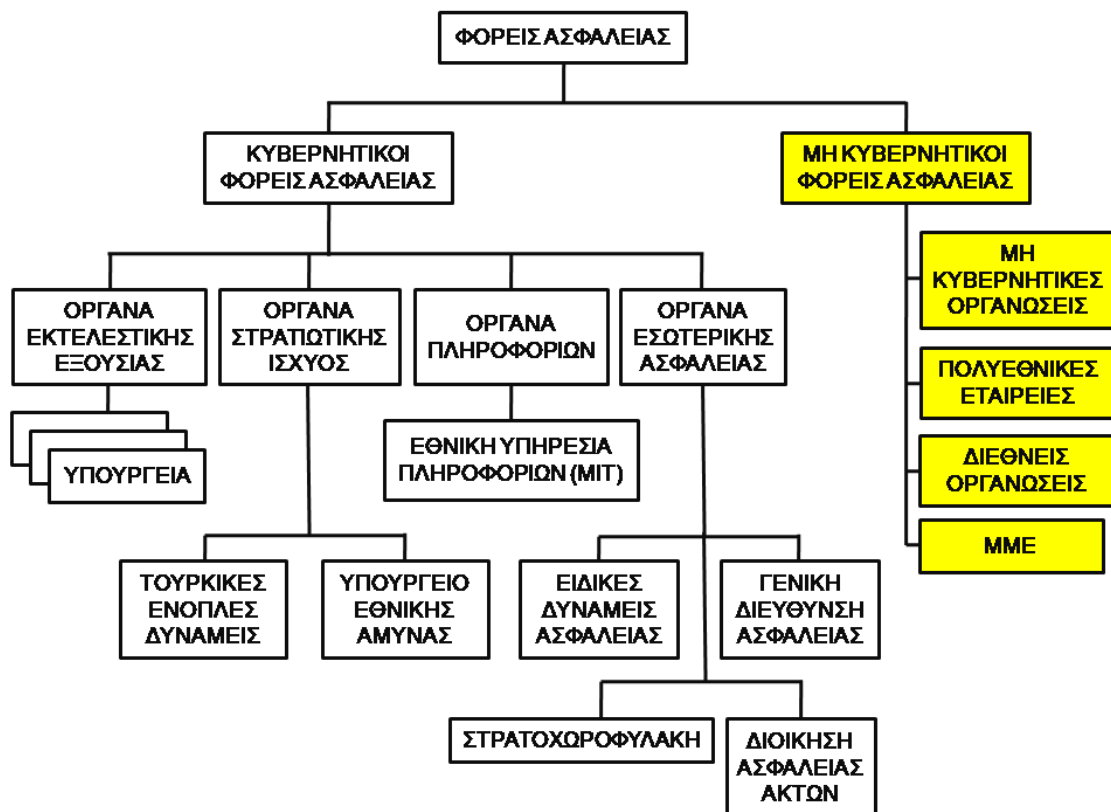 ΦΟΡΕΙΣ ΑΣΦΑΛΕΙΑΣ
ΚΥΒΕΡΝΗΤΙΚΟΙ
ΦΟΡΕΙΣ ΑΣΦΑΛΕΙΑΣ
ΜΗ ΚΥΒΕΡΝΗΤΙΚΟΙ
ΦΟΡΕΙΣ ΑΣΦΑΛΕΙΑΣ
ΟΡΓΑΝΑ
ΕΚΤΕΛΕΣΤΙΚΗΣ
ΕΞΟΥΣΙΑΣ
ΟΡΓΑΝΑ
ΣΤΡΑΤΙΩΤΙΚΗΣ
ΙΣΧΥΟΣ
ΟΡΓΑΝΑ
ΠΛΗΡΟΦΟΡΙΩΝ
ΟΡΓΑΝΑ
ΕΣΩΤΕΡΙΚΗΣ
ΑΣΦΑΛΕΙΑΣ
ΜΗ
ΚΥΒΕΡΝΗΤΙΚΕΣ
ΟΡΓΑΝΩΣΕΙΣ
ΠΟΛΥΕΘΝΙΚΕΣ
ΕΤΑΙΡΕΙΕΣ
ΔΙΕΘΝΕΙΣ
ΟΡΓΑΝΩΣΕΙΣ
ΜΜΕ
ΥΠΟΥΡΓΕΙΑ
ΕΘΝΙΚΗ ΥΠΗΡΕΣΙΑ
ΠΛΗΡΟΦΟΡΙΩΝ (ΜΙΤ)
ΤΟΥΡΚΙΚΕΣ
ΕΝΟΠΛΕΣ
ΔΥΝΑΜΕΙΣ
ΥΠΟΥΡΓΕΙΟ
ΕΘΝΙΚΗΣ
ΑΜΥΝΑΣ
ΕΙΔΙΚΕΣ
ΔΥΝΑΜΕΙΣ
ΑΣΦΑΛΕΙΑΣ
ΓΕΝΙΚΗ
ΔΙΕΥΘΥΝΣΗ
ΑΣΦΑΛΕΙΑΣ
ΣΤΡΑΤΟΧΩΡΟΦΥΛΑΚΗ
ΔΙΟΙΚΗΣΗ
ΑΣΦΑΛΕΙΑΣ
ΑΚΤΩΝ